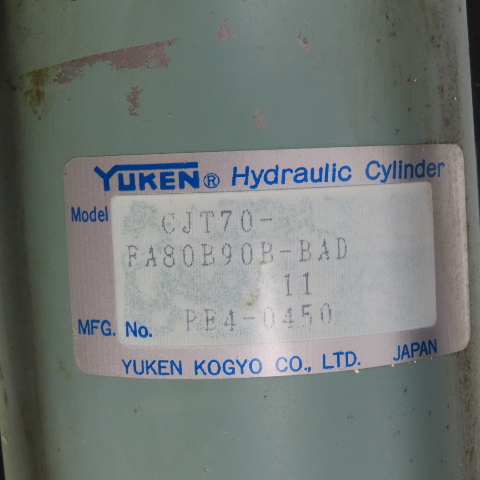 YUKEN® Hydraulic Cylinder
Model CJT70-
FA80B90B-BAD
11
MFG. No. PE4-0450
YUKEN KOGYO CO., LTD. JAPAN